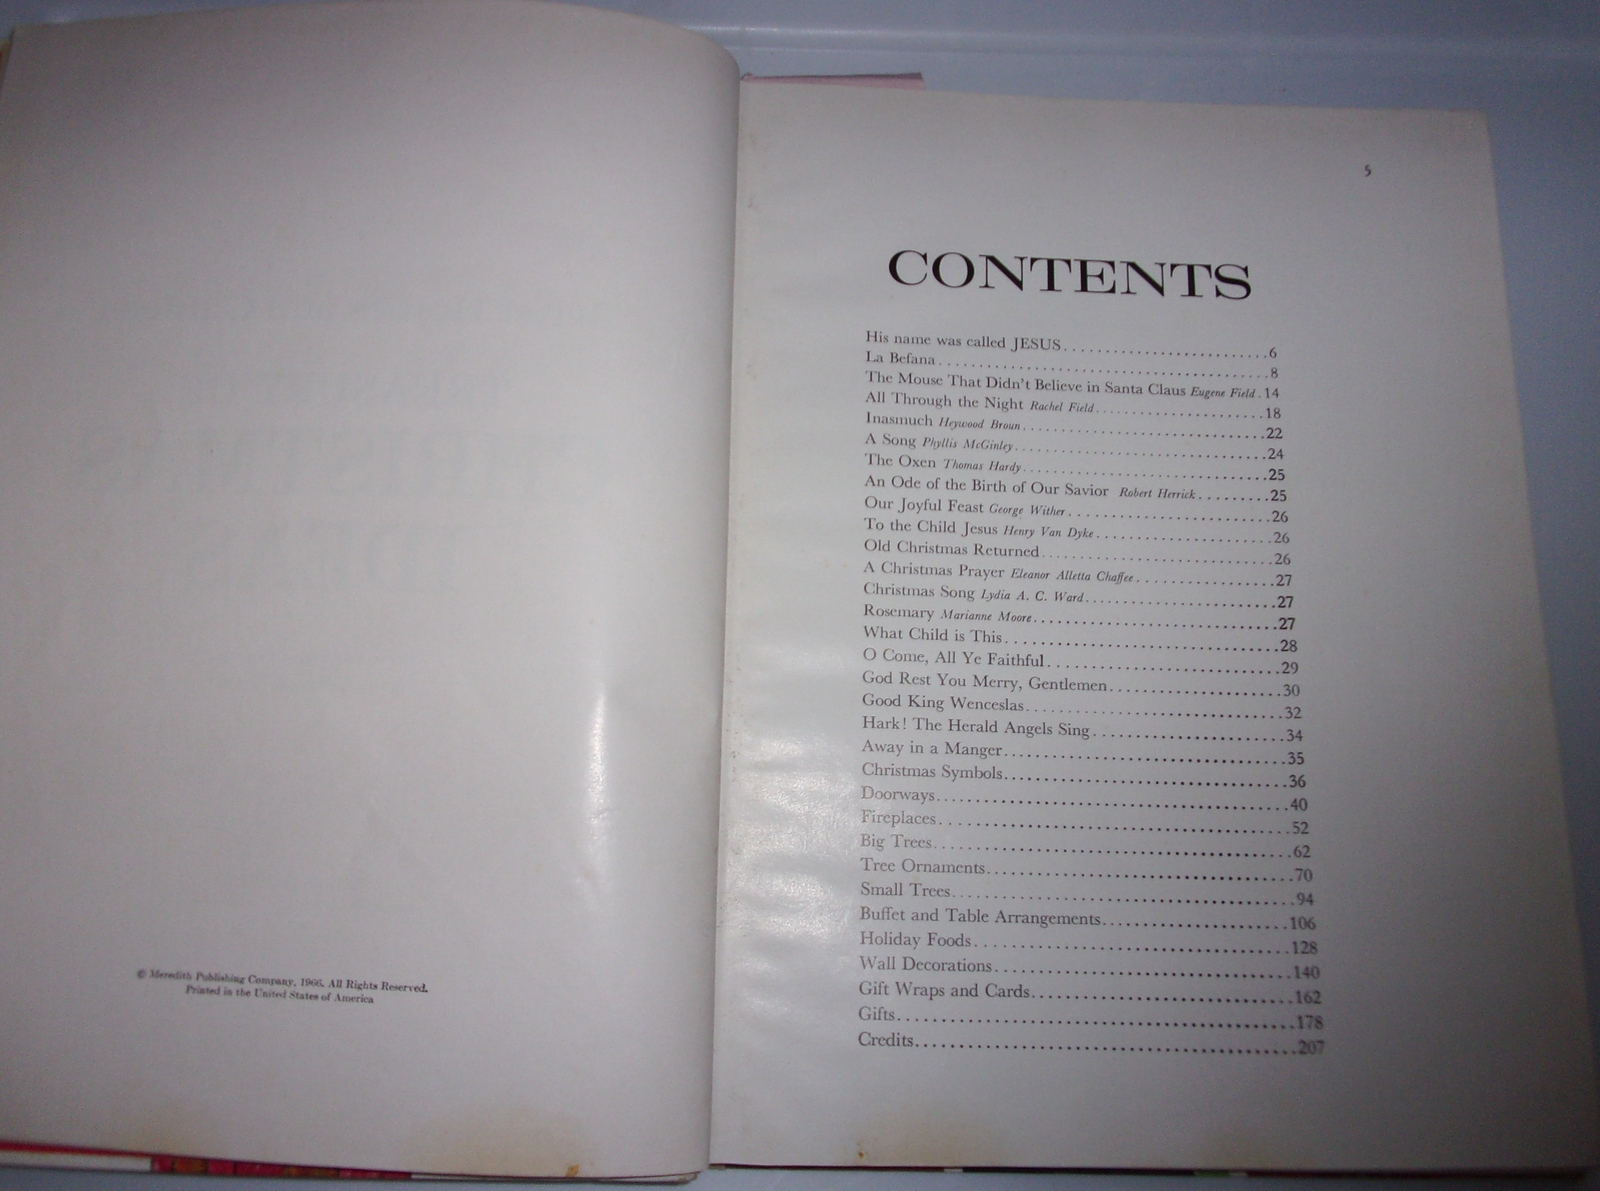 © Meredith Publishing Company, 1966. All Rights Reserved.
Printed in the United States of America
5
CONTENTS
His name was called JESUS. . . . . . . . . . . . . . . . . . . . . . . . .6
La Befana . . . . . . . . . . . . . . . . . . . . . . . . . . . . . . . . . . . .8
The Mouse That Didn't Believe in Santa Claus Eugene Field . 14
All Through the Night Rachel Field. . . . . . . . . . . . . . . . . . . . .18
Inasmuch Heywood Broun. . . . . . . . . . . . . . . . . . . . . . . . . . . .22
A Song Phyllis McGinley. . . . . . . . . . . . . . . . . . . . . . . . . . . . .24
The Oxen Thomas Hardy. . . . . . . . . . . . . . . . . . . . . . . . . . . . .25
An Ode of the Birth of Our Savior Robert Herrick. . . . . . . . .25
Our Joyful Feast George Wither. . . . . . . . . . . . . . . . . . . . . . . .26
To the Child Jesus Henry Van Dyke. . . . . . . . . . . . . . . . . . . . .26
Old Christmas Returned. . . . . . . . . . . . . . . . . . . . . . . . . . . . .26
A Christmas Prayer Eleanor Alletta Chaffee. . . . . . . . . . . . . . .27
Christmas Song Lydia A. C. Ward. . . . . . . . . . . . . . . . . . . . . . .27
Rosemary Marianne Moore. . . . . . . . . . . . . . . . . . . . . . . . . . . .27
What Child is This. . . . . . . . . . . . . . . . . . . . . . . . . . . . . . . .28
O Come, All Ye Faithful. . . . . . . . . . . . . . . . . . . . . . . . . . . .29
God Rest You Merry, Gentlemen. . . . . . . . . . . . . . . . . . . . . .30
Good King Wenceslas. . . . . . . . . . . . . . . . . . . . . . . . . . . . . .32
Hark! The Herald Angels Sing. . . . . . . . . . . . . . . . . . . . . . . .34
Away in a Manger. . . . . . . . . . . . . . . . . . . . . . . . . . . . . . . .35
Christmas Symbols. . . . . . . . . . . . . . . . . . . . . . . . . . . . . . . .36
Doorways. . . . . . . . . . . . . . . . . . . . . . . . . . . . . . . . . . . . . .40
Fireplaces. . . . . . . . . . . . . . . . . . . . . . . . . . . . . . . . . . . . . .52
Big Trees. . . . . . . . . . . . . . . . . . . . . . . . . . . . . . . . . . . . . . .62
Tree Ornaments. . . . . . . . . . . . . . . . . . . . . . . . . . . . . . . . . .70
Small Trees. . . . . . . . . . . . . . . . . . . . . . . . . . . . . . . . . . . . .94
Buffet and Table Arrangements. . . . . . . . . . . . . . . . . . . . . . .106
Holiday Foods. . . . . . . . . . . . . . . . . . . . . . . . . . . . . . . . . . .128
Wall Decorations. . . . . . . . . . . . . . . . . . . . . . . . . . . . . . . . .140
Gift Wraps and Cards. . . . . . . . . . . . . . . . . . . . . . . . . . . . . .162
Gifts. . . . . . . . . . . . . . . . . . . . . . . . . . . . . . . . . . . . . . . . . .178
Credits. . . . . . . . . . . . . . . . . . . . . . . . . . . . . . . . . . . . . . . .207